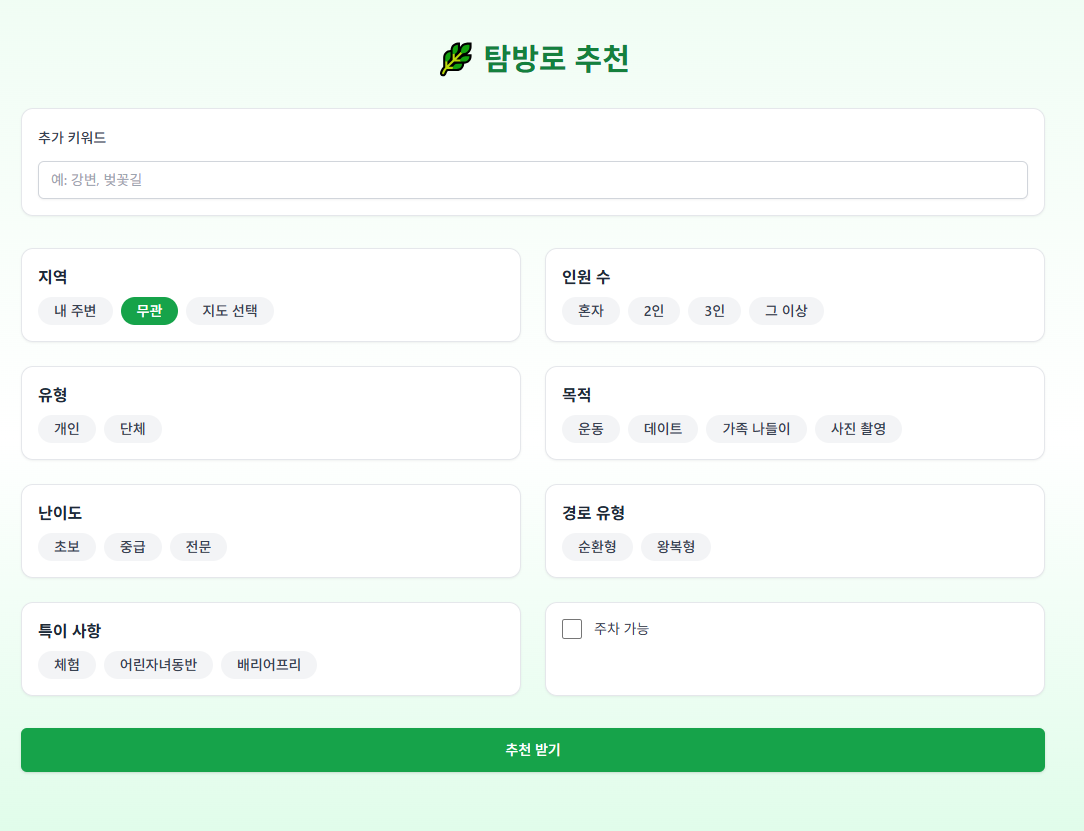 탐방로 추천
추가 키워드
예: 강변, 벚꽃길
지역
내 주변 무관 지도 선택
인원 수
혼자 2인 3인 그 이상
유형
개인 단체
목적
운동 데이트 가족 나들이 사진 촬영
난이도
초보 중급 전문
경로 유형
순환형 왕복형
특이 사항
체험 어린자녀동반 배리어프리
주차 가능
추천 받기